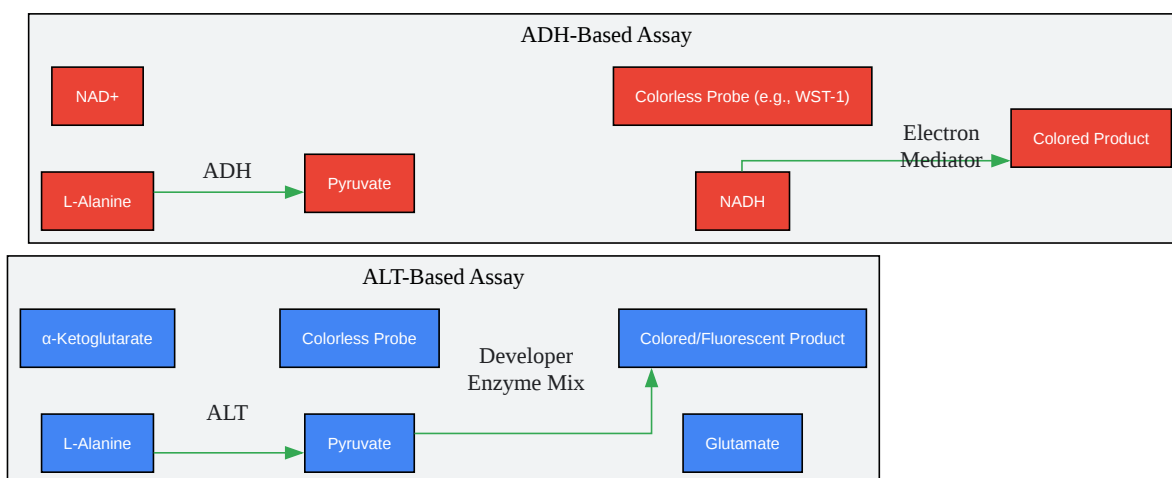 ADH-Based Assay
NAD+
Colorless Probe (e.g., WST-1)
Electron
Mediator
Colored Product
ADH
L-Alanine
Pyruvate
NADH
ALT-Based Assay
α-Ketoglutarate
Colorless Probe
Colored/Fluorescent Product
Developer
Enzyme Mix
ALT
L-Alanine
Pyruvate
Glutamate